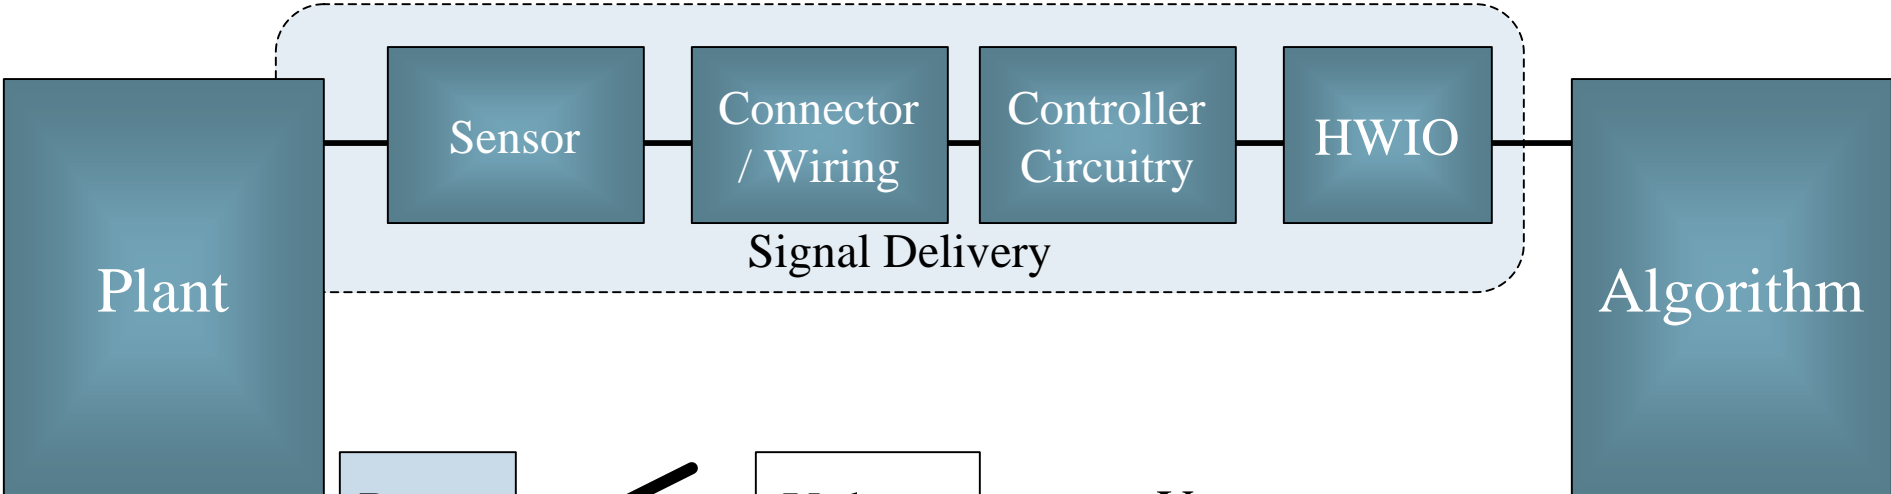 Sensor
Connector
/ Wiring
Controller
Circuitry
HWIO
Signal Delivery
Plant
Algorithm